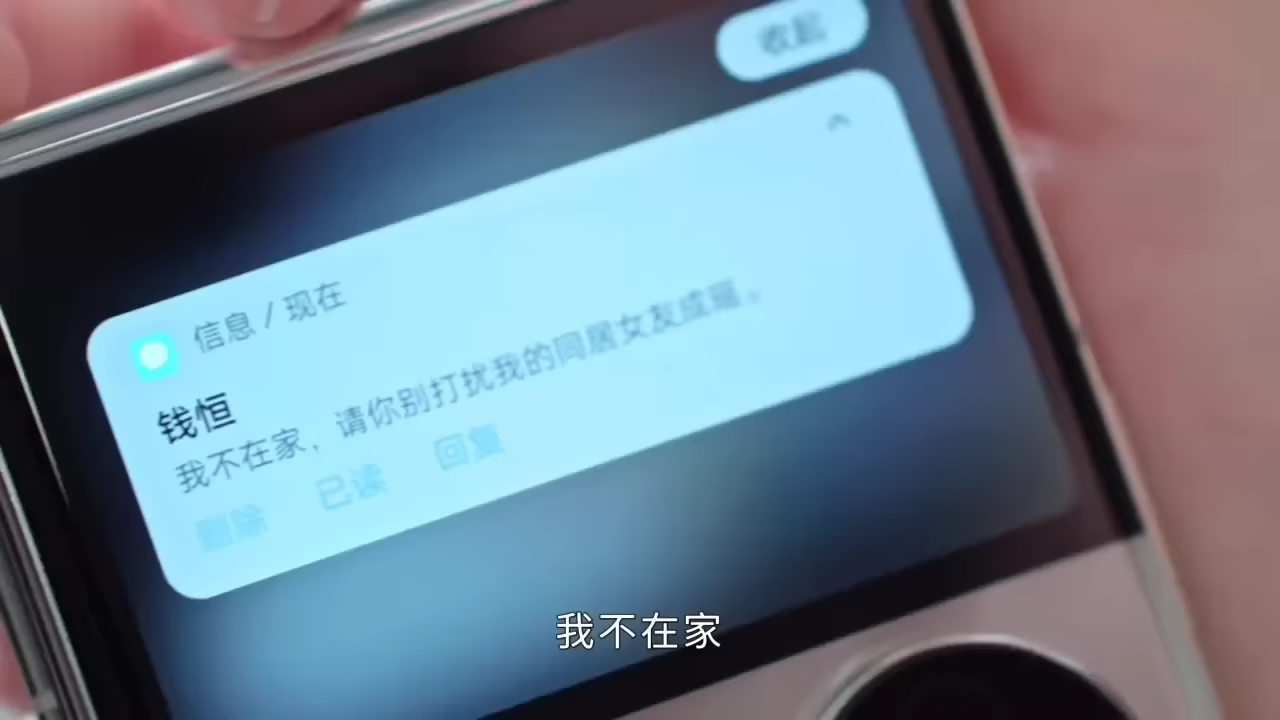 收起
信息 / 现在
钱恒
我不在家，请你别打扰我的同居女友成瑶。
删除 已读 回复
我不在家